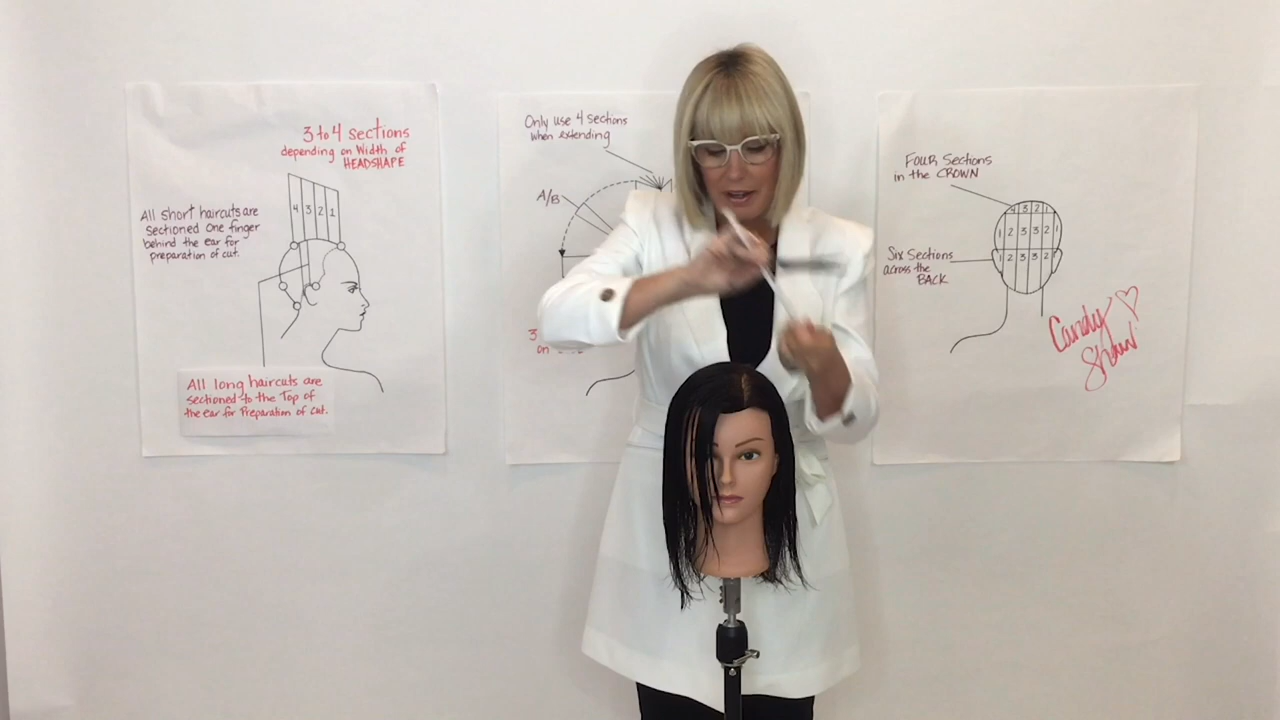 3 to 4 sections
depending on Width of
HEADSHAPE
4 3 2 1
All short haircuts are
sectioned one finger
behind the ear for
preparation of cut.
All long haircuts are
sectioned to the Top of
the ear for Preparation of cut.
Only use 4 sections
when extending
A/B
3
on
FOUR Sections
in the CROWN
4 3 2 1
1 2 3 3 2 1
Six Sections
across the
BACK
1 2 3 3 2 1
Candy
Shaw